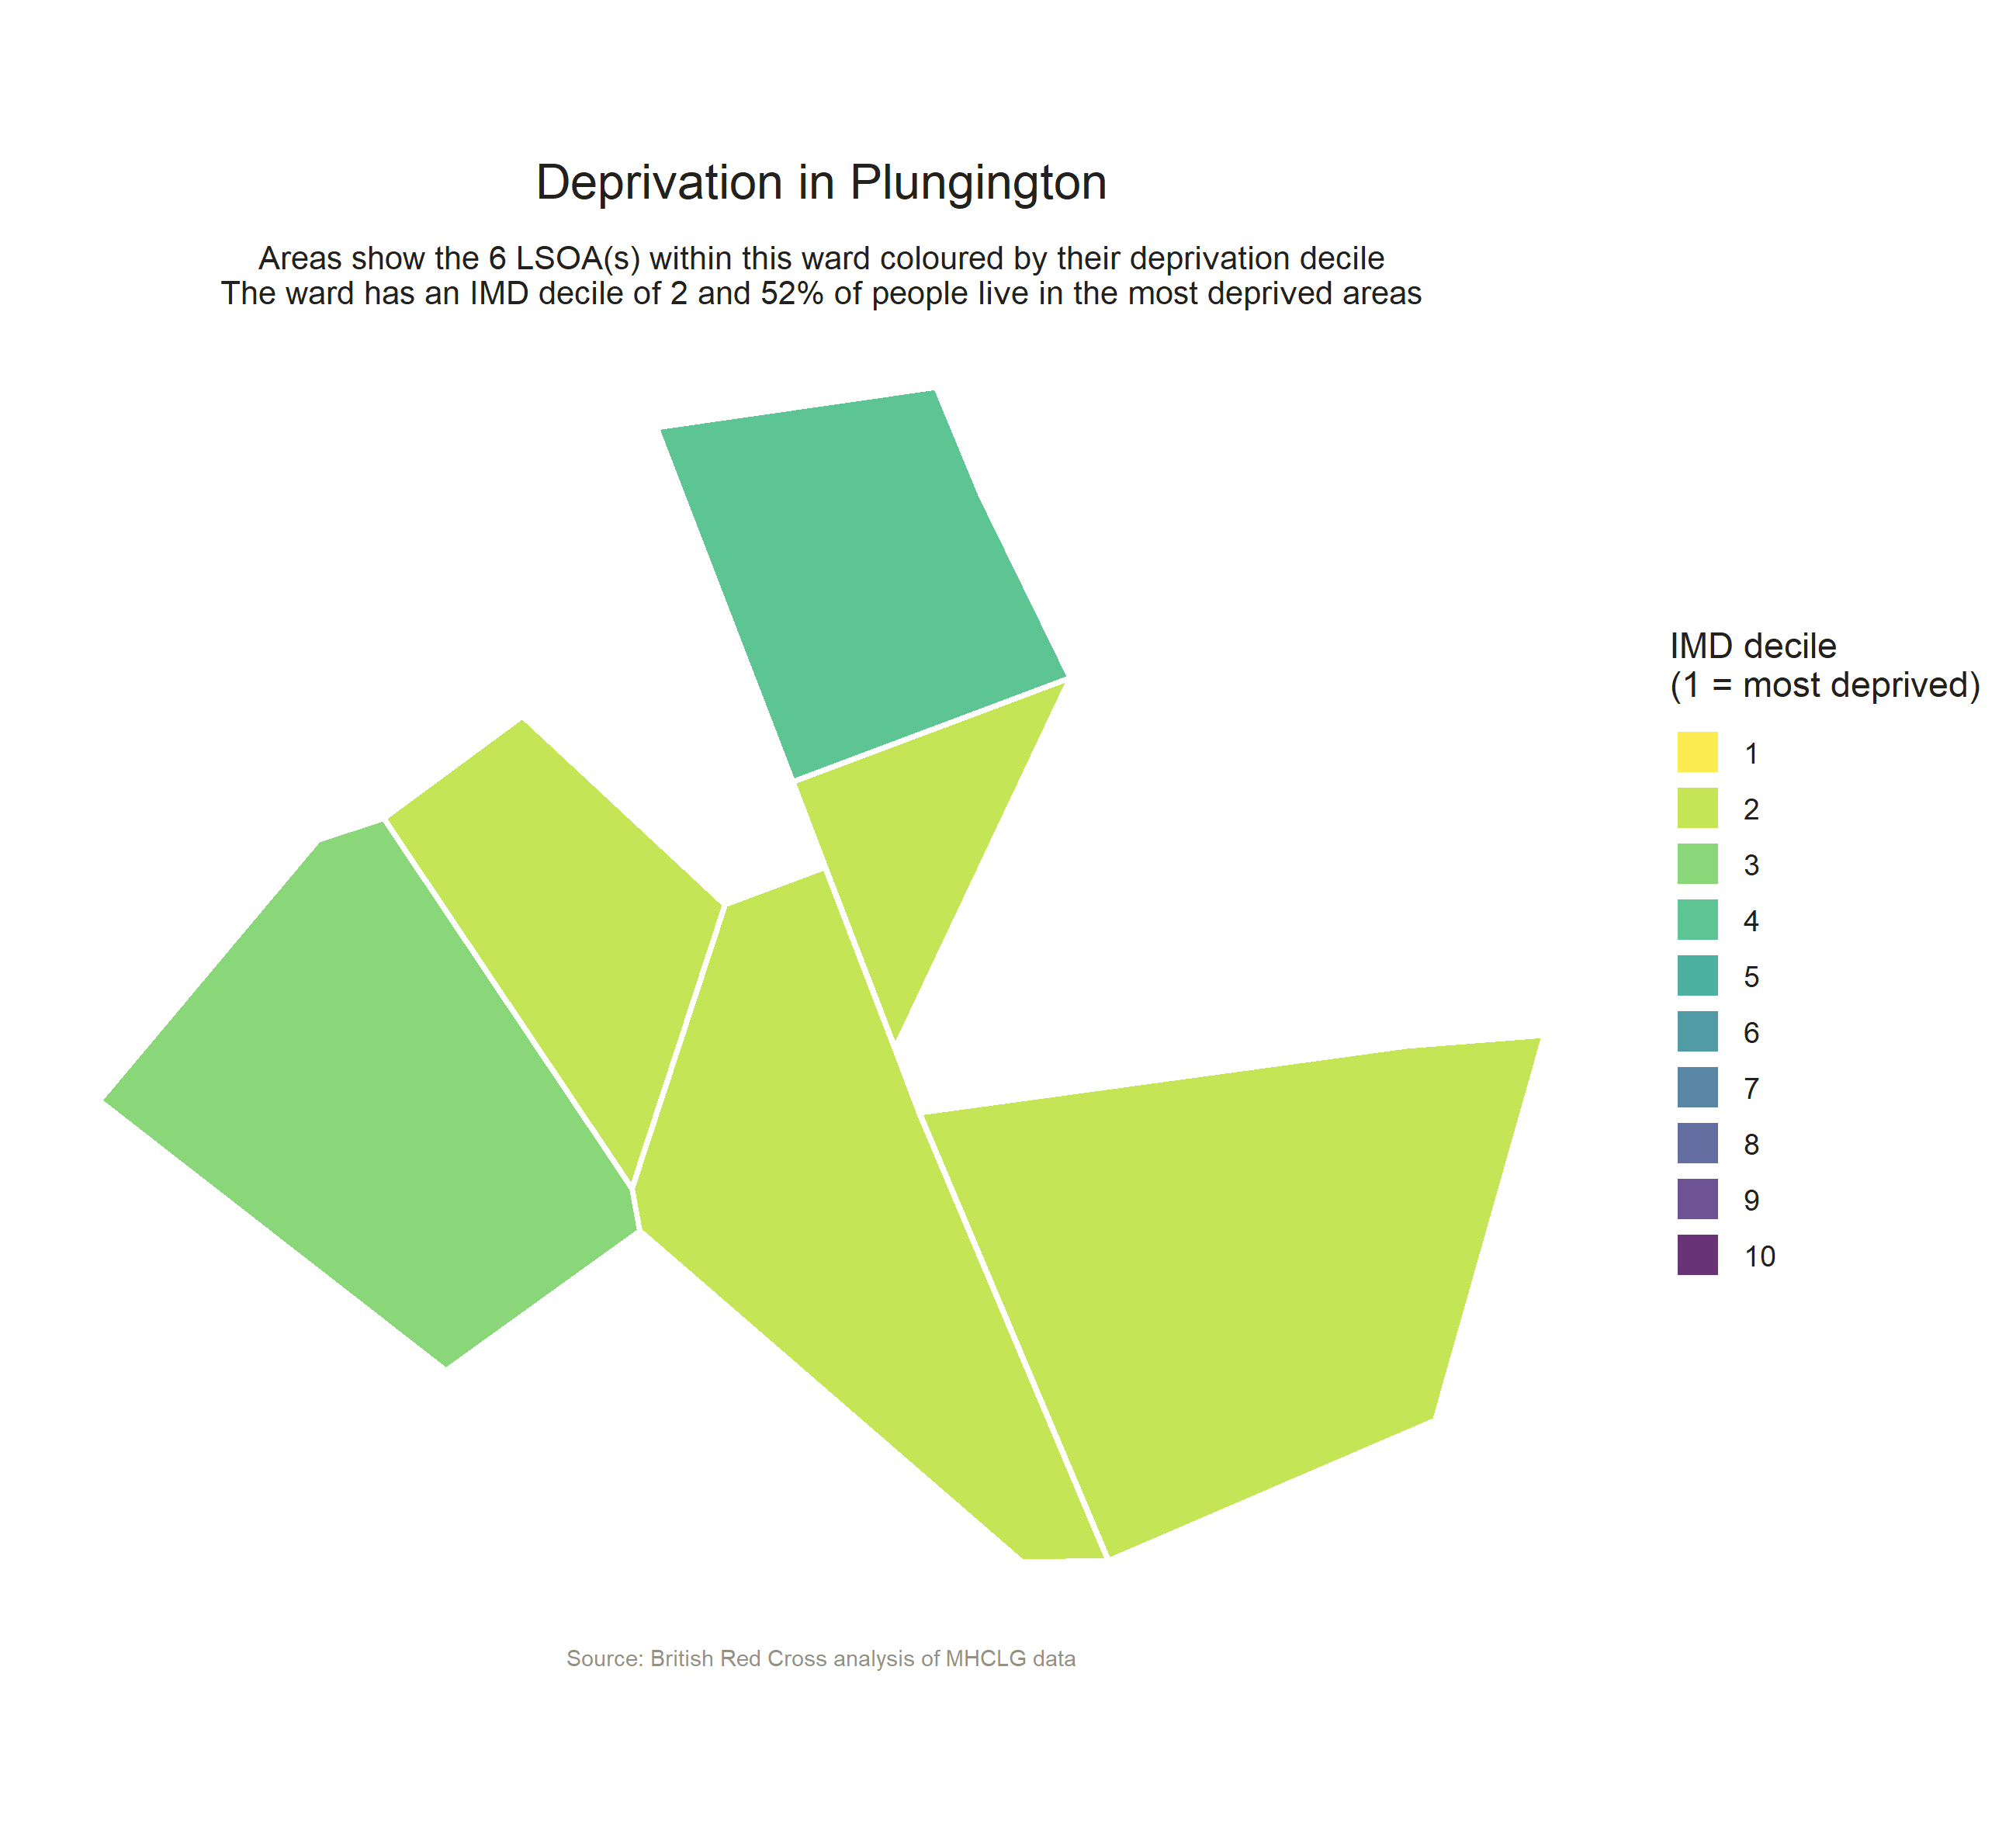 Deprivation in Plungington
Areas show the 6 LSOA(s) within this ward coloured by their deprivation decile
The ward has an IMD decile of 2 and 52% of people live in the most deprived areas
IMD decile
(1 = most deprived)
1
2
3
4
5
6
7
8
9
10
Source: British Red Cross analysis of MHCLG data